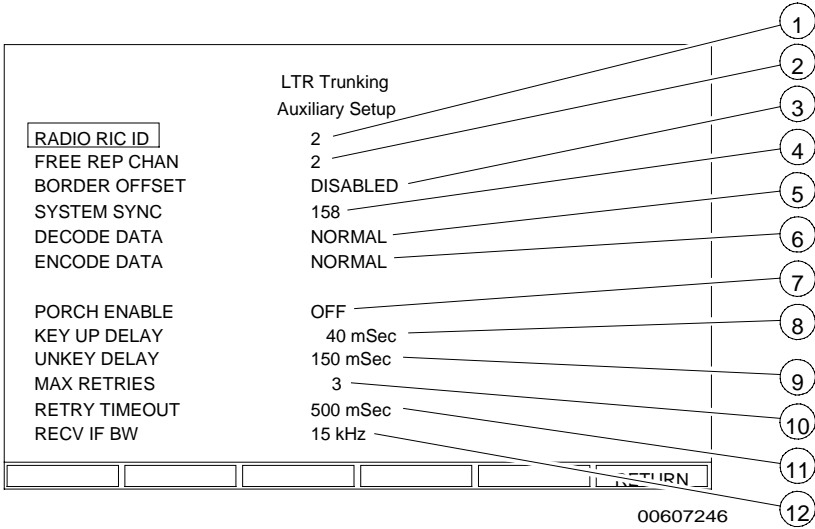 1
LTR Trunking
2
Auxiliary Setup
3
RADIO RIC ID 2
4
FREE REP CHAN 2
BORDER OFFSET DISABLED
5
SYSTEM SYNC 158
DECODE DATA NORMAL
6
ENCODE DATA NORMAL
7
PORCH ENABLE OFF
8
KEY UP DELAY 40 mSec
UNKEY DELAY 150 mSec
9
MAX RETRIES 3
10
RETRY TIMEOUT 500 mSec
RECV IF BW 15 kHz
11
RETURN
12
00607246